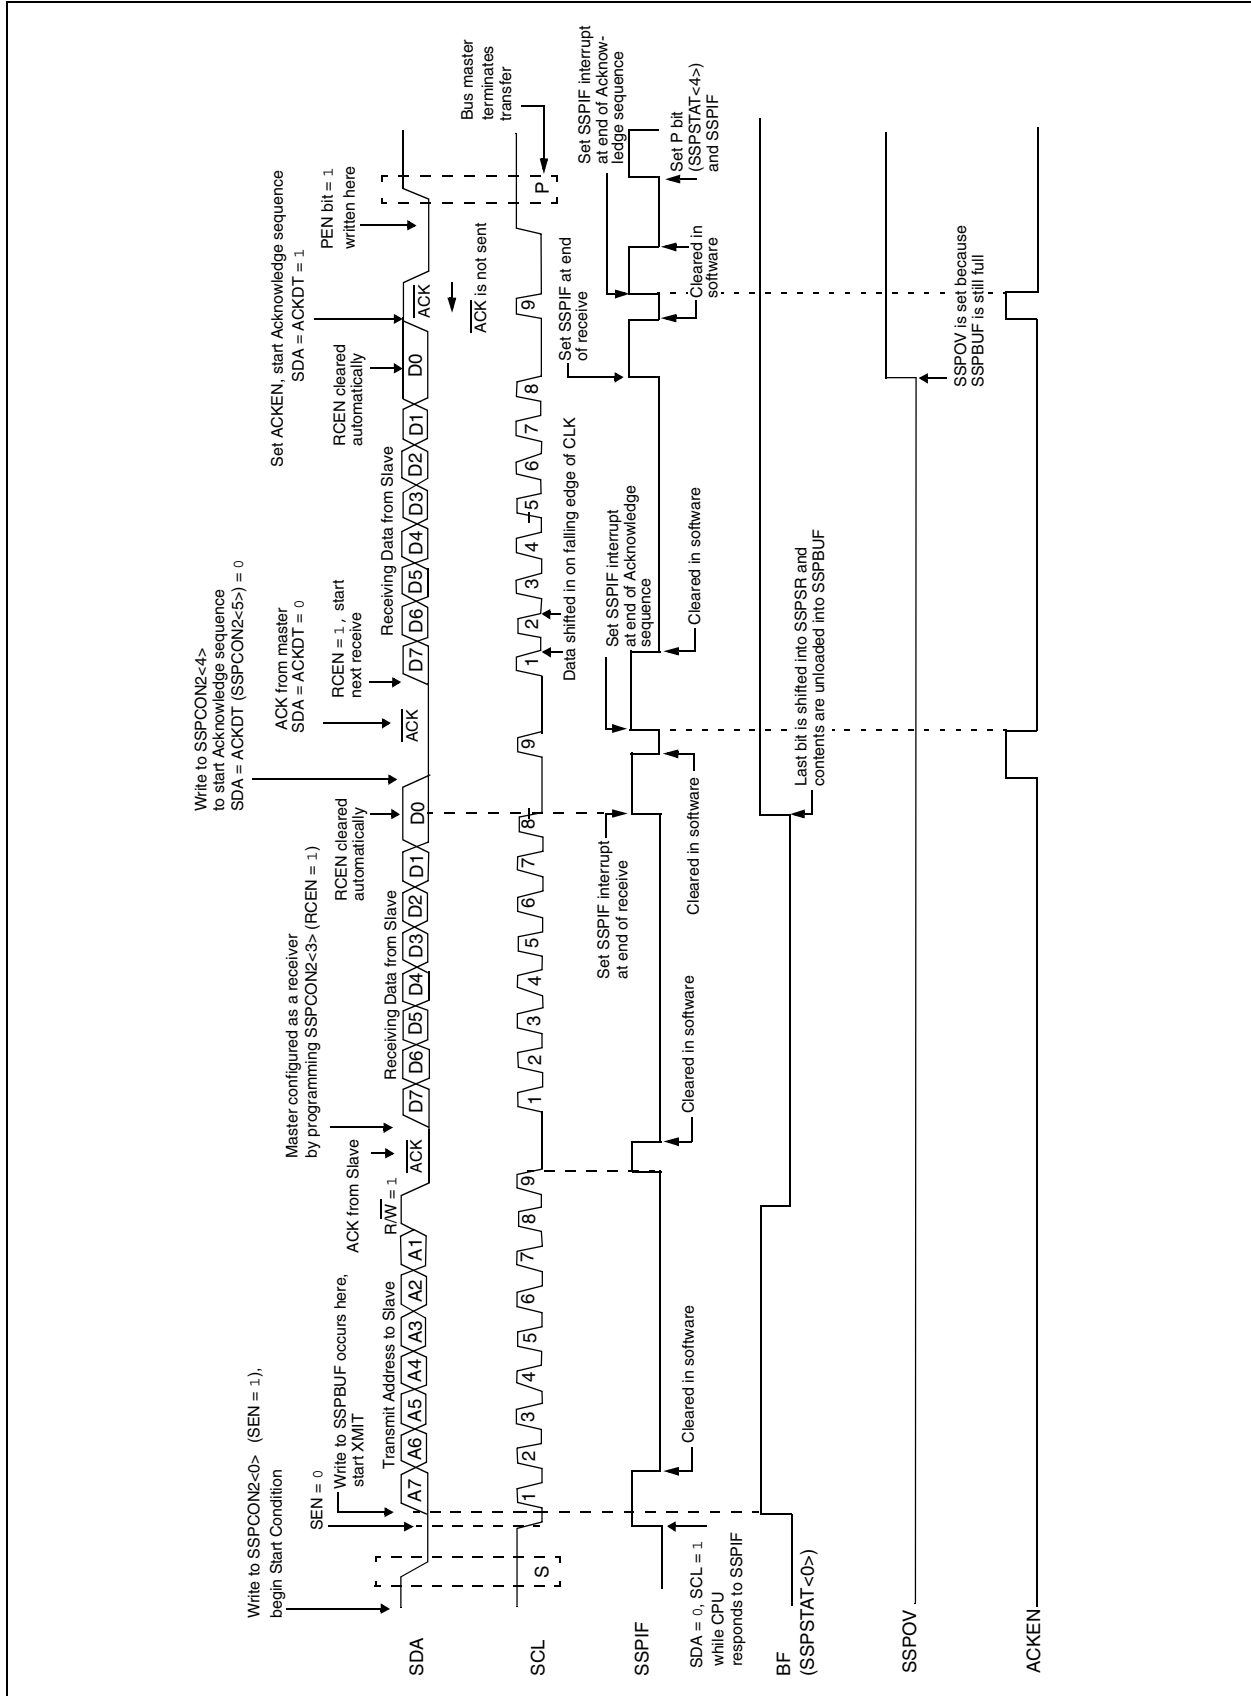 Write to SSPCON2<0> (SEN = 1),
begin Start Condition
SEN = 0
Write to SSPBUF occurs here,
start XMIT
ACK from Slave
Master configured as a receiver
by programming SSPCON2<3> (RCEN = 1)
RCEN cleared
automatically
Write to SSPCON2<4>
to start Acknowledge sequence
SDA = ACKDT (SSPCON2<5>) = 0
ACK from master
SDA = ACKDT = 0
RCEN = 1, start
next receive
RCEN cleared
automatically
Set ACKEN, start Acknowledge sequence
SDA = ACKDT = 1
PEN bit = 1
written here
Transmit Address to Slave
R/W = 1
Receiving Data from Slave
Receiving Data from Slave
SDA
A7 A6 A5 A4 A3 A2 A1 ACK D7 D6 D5 D4 D3 D2 D1 D0 ACK D7 D6 D5 D4 D3 D2 D1 D0 ACK
ACK is not sent
Bus master
terminates
transfer
SCL
S 1 2 3 4 5 6 7 8 9 1 2 3 4 5 6 7 8 9 1 2 3 4 5 6 7 8 9 P
Data shifted in on falling edge of CLK
Set SSPIF interrupt
at end of receive
Set SSPIF interrupt
at end of Acknowledge
sequence
Set SSPIF at end
of receive
Set SSPIF interrupt
at end of Acknow-
ledge sequence
SSPIF
SDA = 0, SCL = 1
while CPU
responds to SSPIF
Cleared in software
Cleared in software
Cleared in software
Cleared in software
Cleared in
software
Set P bit
(SSPSTAT<4>)
and SSPIF
BF
(SSPSTAT<0>)
Last bit is shifted into SSPSR and
contents are unloaded into SSPBUF
SSPOV
SSPOV is set because
SSPBUF is still full
ACKEN